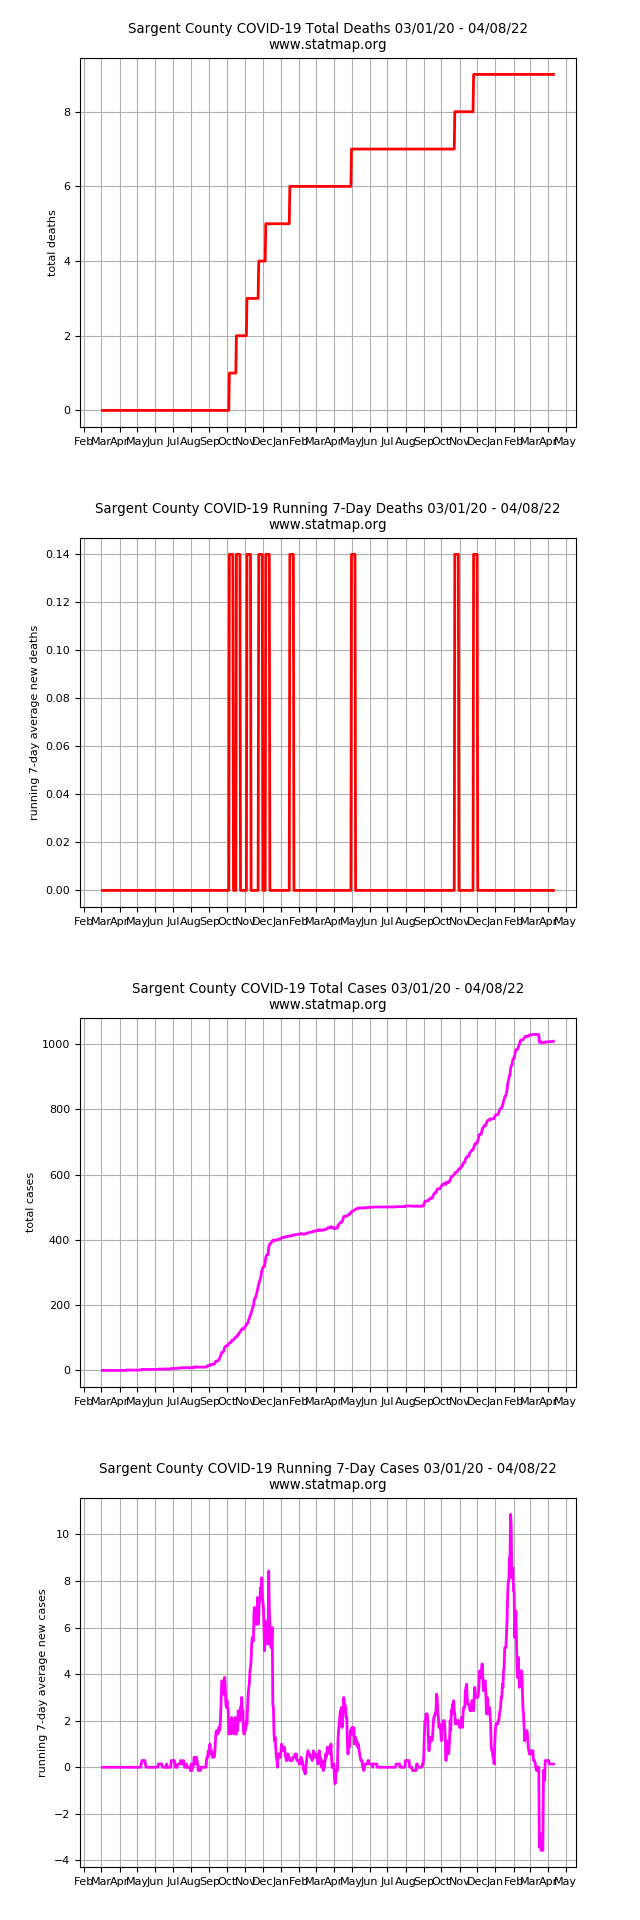 Sargent County COVID-19 Total Deaths 03/01/20 - 04/08/22
www.statmap.org
8
6
4
2
0
total deaths
Feb Mar Apr May Jun Jul Aug Sep Oct Nov Dec Jan Feb Mar Apr May Jun Jul Aug Sep Oct Nov Dec Jan Feb Mar Apr May
Sargent County COVID-19 Running 7-Day Deaths 03/01/20 - 04/08/22
www.statmap.org
0.14
0.12
0.10
0.08
0.06
0.04
0.02
0.00
running 7-day average new deaths
Feb Mar Apr May Jun Jul Aug Sep Oct Nov Dec Jan Feb Mar Apr May Jun Jul Aug Sep Oct Nov Dec Jan Feb Mar Apr May
Sargent County COVID-19 Total Cases 03/01/20 - 04/08/22
www.statmap.org
1000
800
600
400
200
0
total cases
Feb Mar Apr May Jun Jul Aug Sep Oct Nov Dec Jan Feb Mar Apr May Jun Jul Aug Sep Oct Nov Dec Jan Feb Mar Apr May
Sargent County COVID-19 Running 7-Day Cases 03/01/20 - 04/08/22
www.statmap.org
10
8
6
4
2
0
−2
−4
running 7-day average new cases
Feb Mar Apr May Jun Jul Aug Sep Oct Nov Dec Jan Feb Mar Apr May Jun Jul Aug Sep Oct Nov Dec Jan Feb Mar Apr May